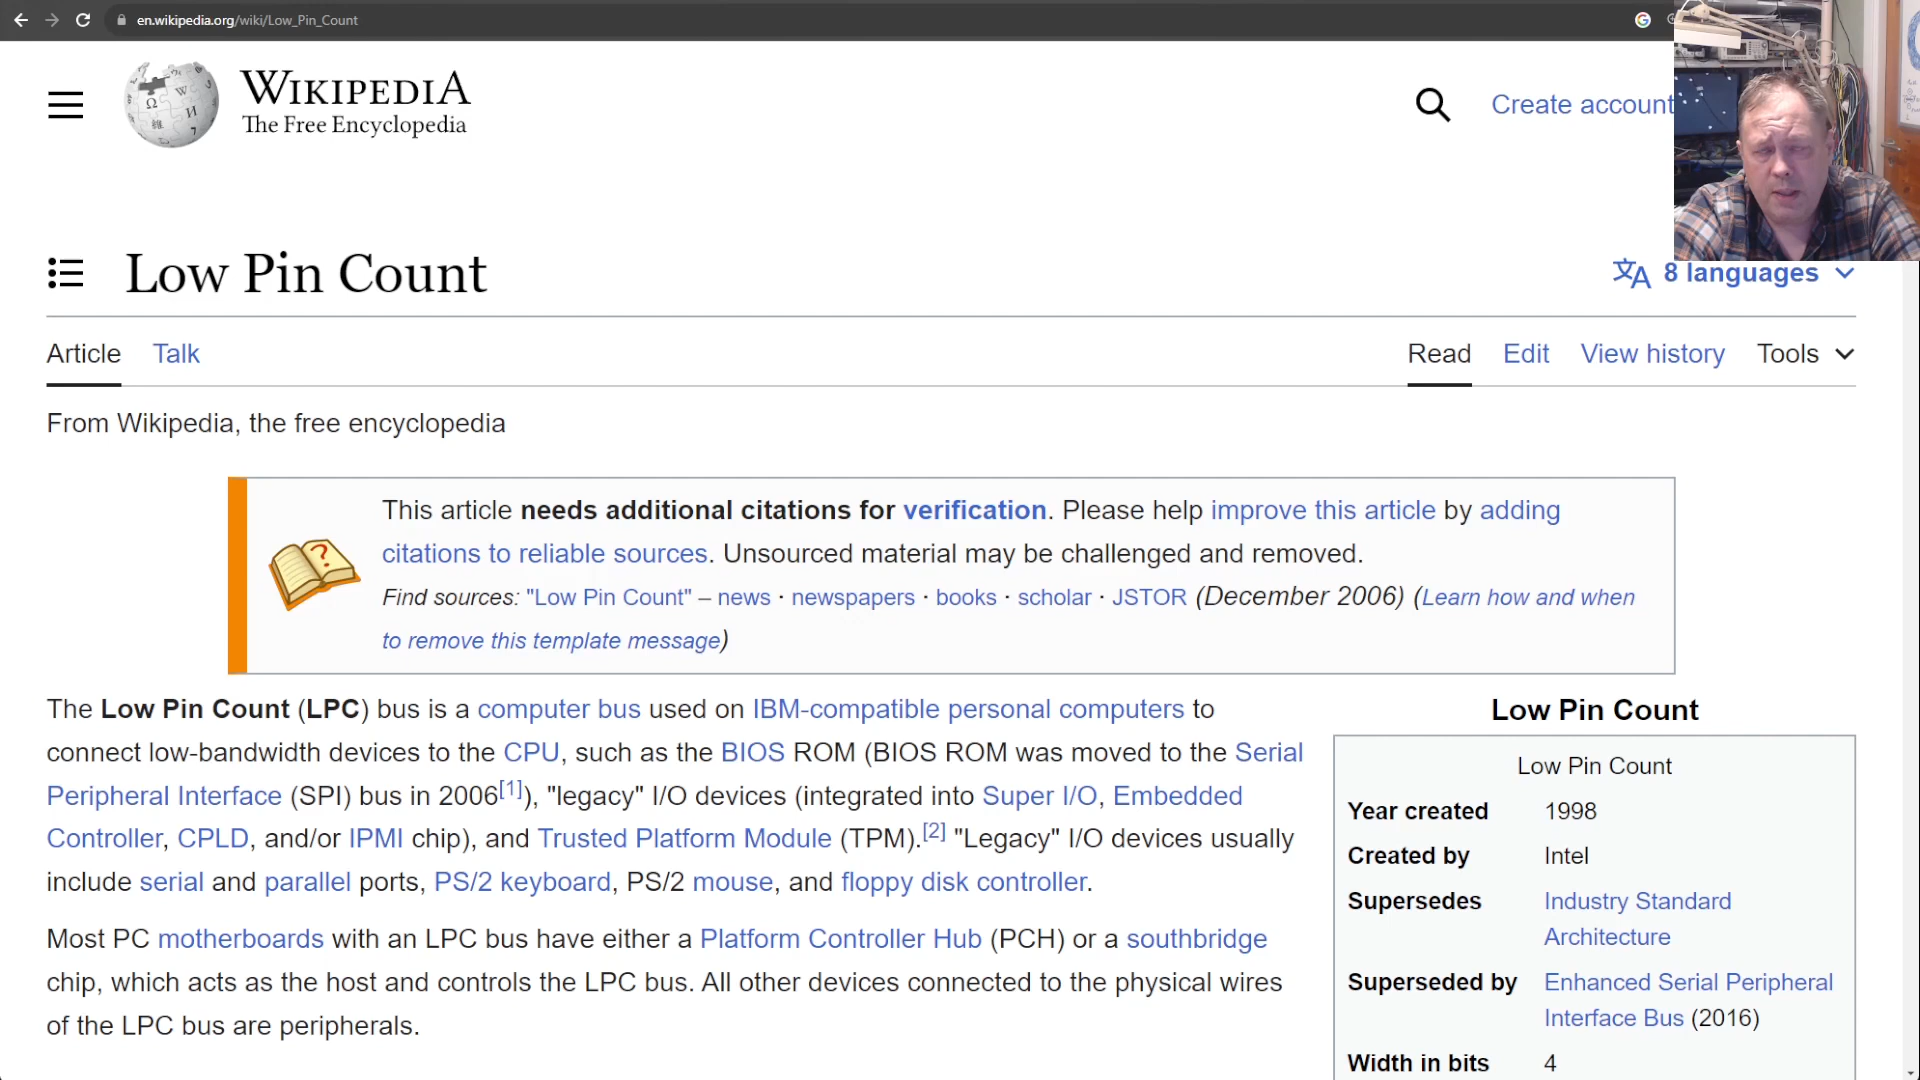 en.wikipedia.org/wiki/Low_Pin_Count
WIKIPEDIA
The Free Encyclopedia
Create account
Low Pin Count
8 languages
Article Talk
Read Edit View history Tools
From Wikipedia, the free encyclopedia
This article needs additional citations for verification. Please help improve this article by adding
citations to reliable sources. Unsourced material may be challenged and removed.
Find sources: "Low Pin Count" – news · newspapers · books · scholar · JSTOR (December 2006) (Learn how and when
to remove this template message)
The Low Pin Count (LPC) bus is a computer bus used on IBM-compatible personal computers to
connect low-bandwidth devices to the CPU, such as the BIOS ROM (BIOS ROM was moved to the Serial
Peripheral Interface (SPI) bus in 2006[1]), "legacy" I/O devices (integrated into Super I/O, Embedded
Controller, CPLD, and/or IPMI chip), and Trusted Platform Module (TPM).[2] "Legacy" I/O devices usually
include serial and parallel ports, PS/2 keyboard, PS/2 mouse, and floppy disk controller.
Most PC motherboards with an LPC bus have either a Platform Controller Hub (PCH) or a southbridge
chip, which acts as the host and controls the LPC bus. All other devices connected to the physical wires
of the LPC bus are peripherals.
Low Pin Count
Low Pin Count
Year created 1998
Created by Intel
Supersedes Industry Standard
Architecture
Superseded by Enhanced Serial Peripheral
Interface Bus (2016)
Width in bits 4